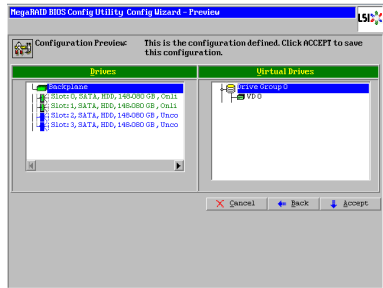 MegaRAID BIOS Config Utility Config Wizard - Preview
LSI
Configuration Preview: This is the configuration defined. Click ACCEPT to save
this configuration.
Drives
Virtual Drives
Backplane
Slot: 0, SATA, HDD, 148.080 GB, Onli
Slot: 1, SATA, HDD, 148.080 GB, Onli
Slot: 2, SATA, HDD, 148.080 GB, Unco
Slot: 3, SATA, HDD, 148.080 GB, Unco
Drive Group 0
VD 0
Cancel
Back
Accept